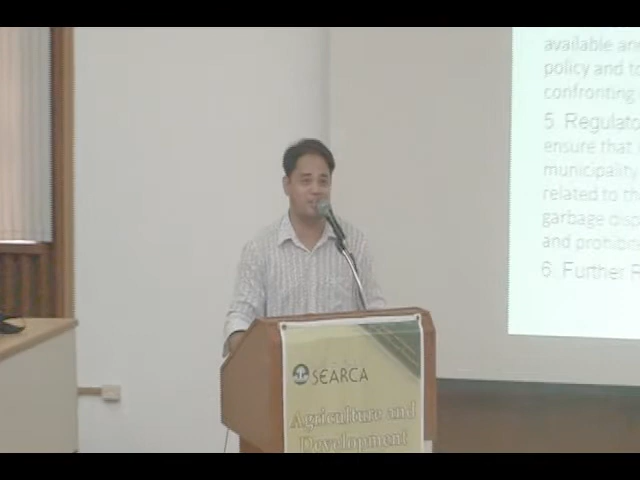 available and
policy and to
confronting
5. Regulato
ensure that
municipality
related to th
garbage disp
and prohibi
6. Further
SEARCA
Agriculture and
Development